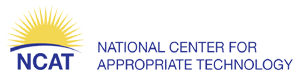 NCAT
NATIONAL CENTER FOR
APPROPRIATE TECHNOLOGY